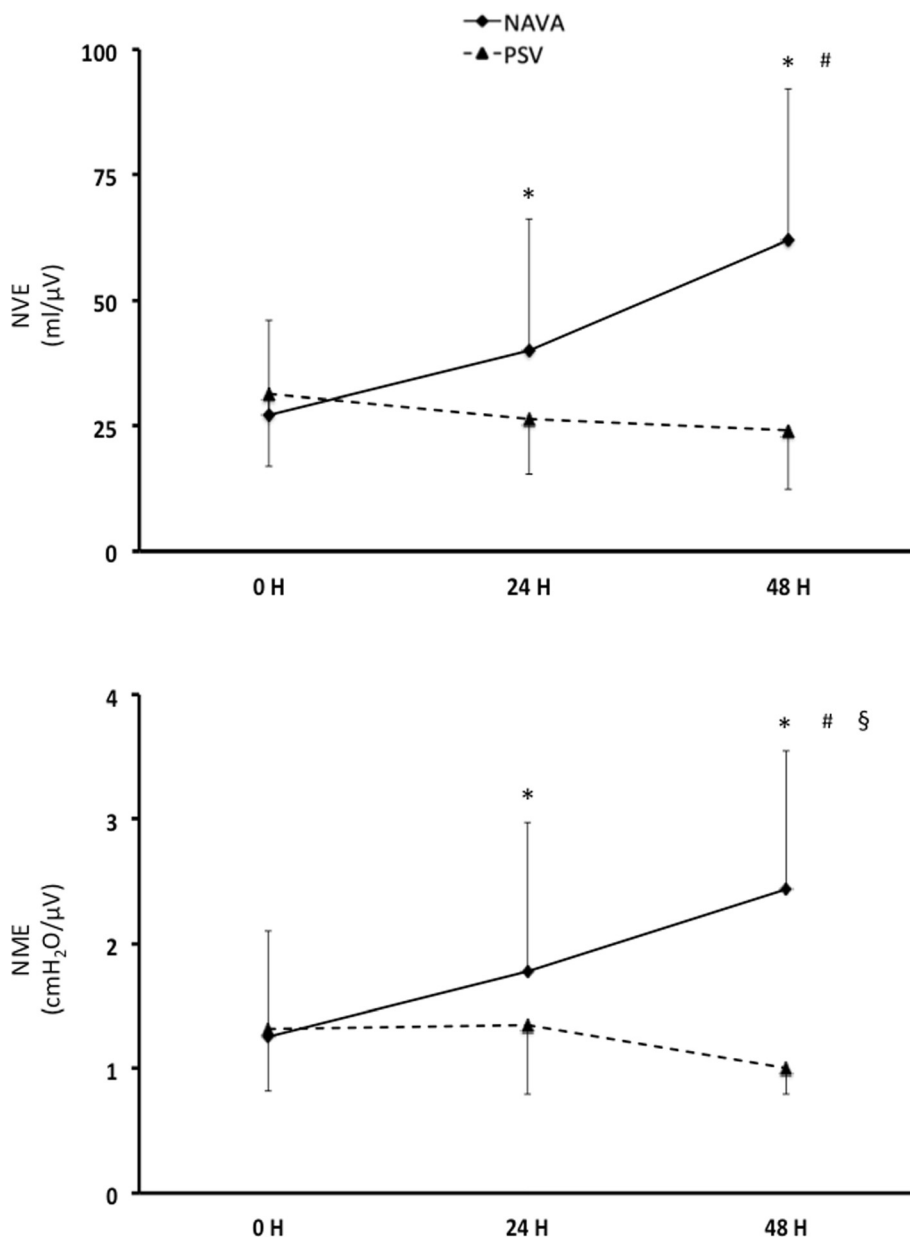 NAVA
PSV
100
* #
75
*
50
NVE
(ml/µV)
25
0
0 H 24 H 48 H
4
* # §
*
3
2
NME
(cmH₂O/µV)
1
0
0 H 24 H 48 H